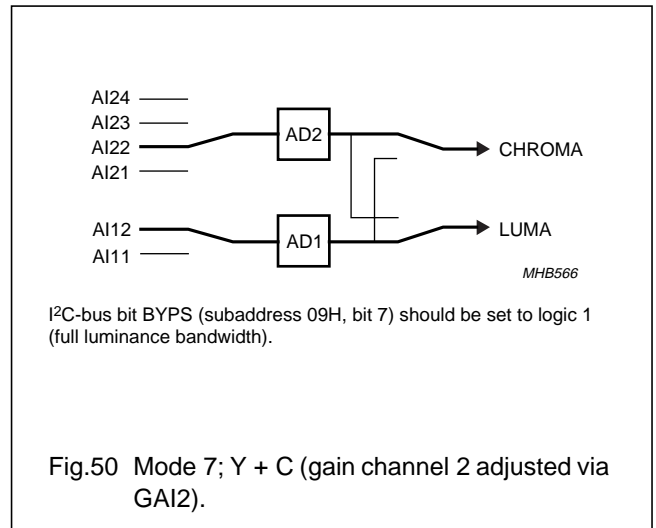 AI24
AI23
AI22
AI21
AD2
CHROMA
AI12
AI11
AD1
LUMA
MHB566
I²C-bus bit BYPS (subaddress 09H, bit 7) should be set to logic 1
(full luminance bandwidth).
Fig.50 Mode 7; Y + C (gain channel 2 adjusted via
GAI2).